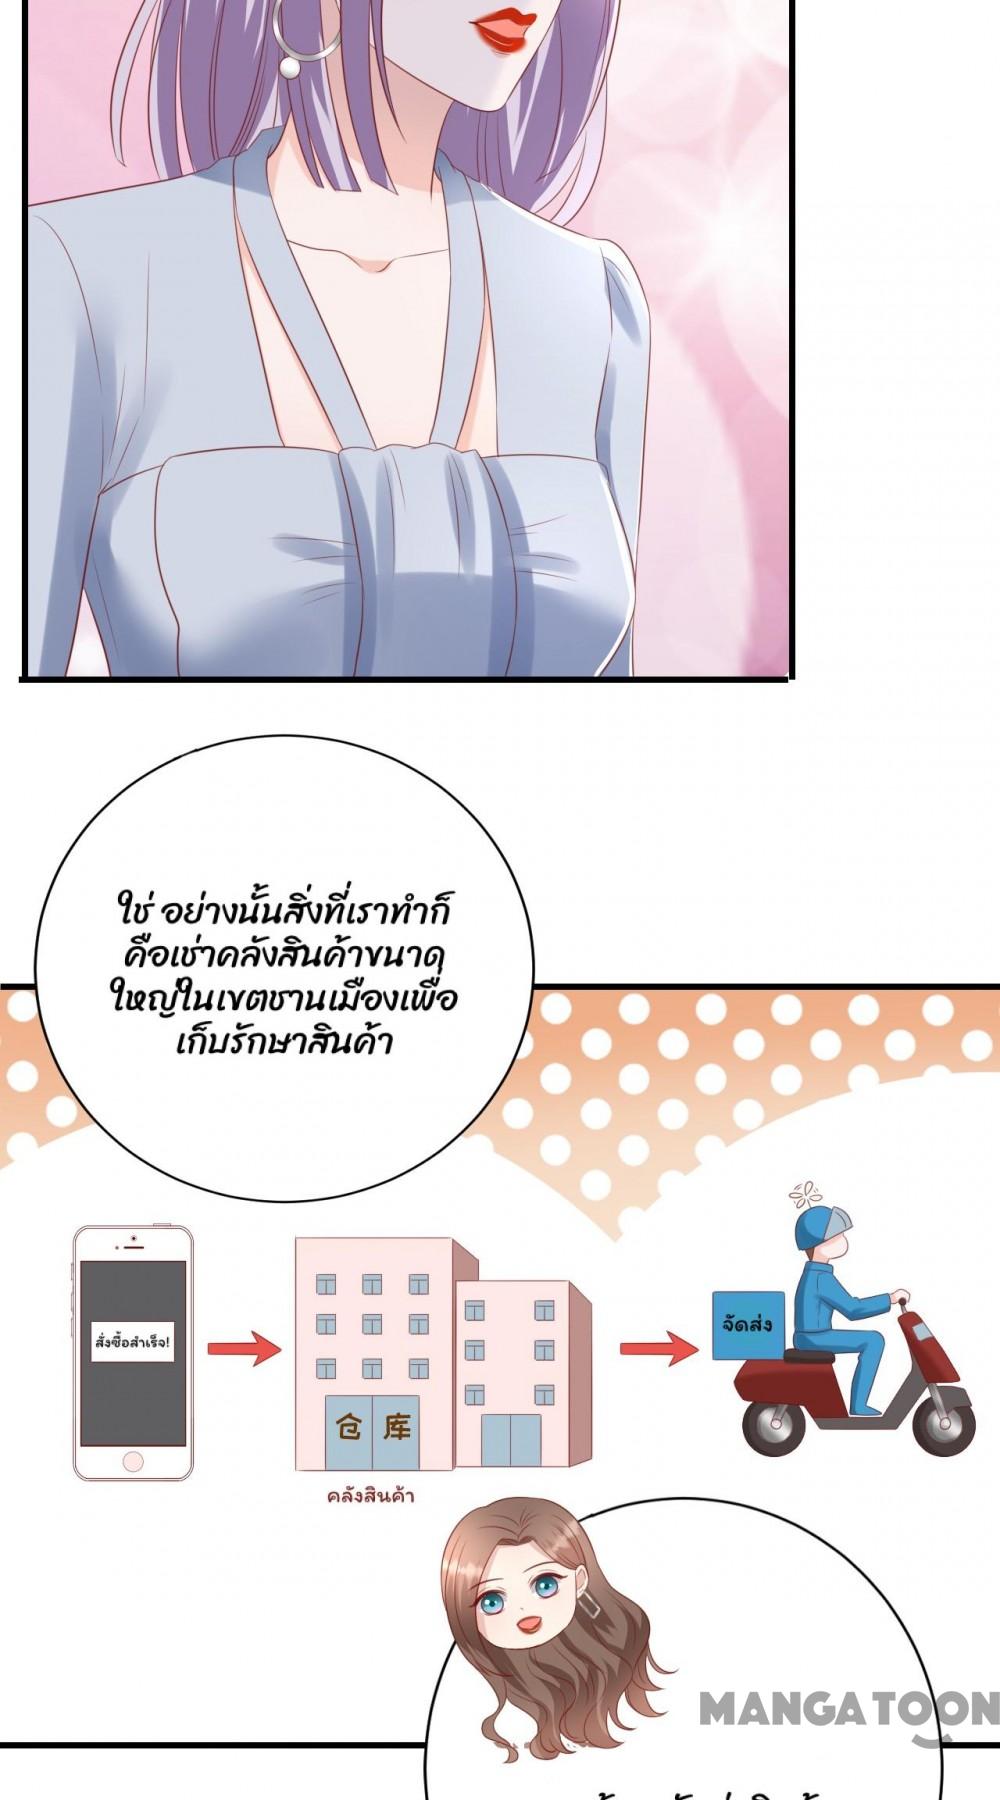 ใช่ อย่างนั้นสิ่งที่เราทำก็
คือเช่าคลังสินค้าขนาด
ใหญ่ในเขตชานเมืองเพื่อ
เก็บรักษาสินค้า
สั่งซื้อสำเร็จ!
จัดส่ง
仓 库
คลังสินค้า
MANGATOON